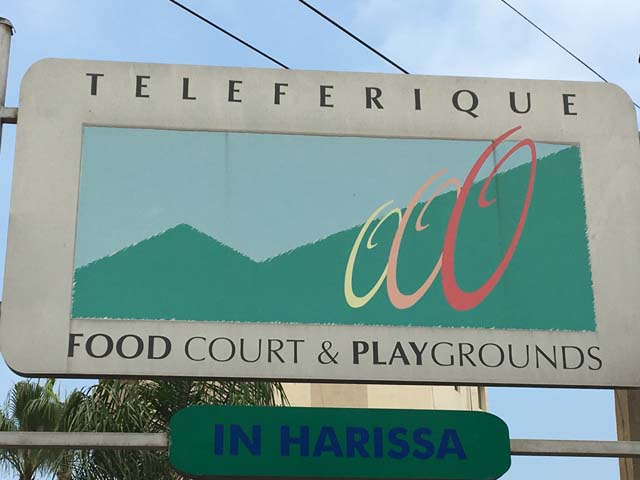 TELEFERIQUE
FOOD COURT & PLAYGROUNDS
IN HARISSA